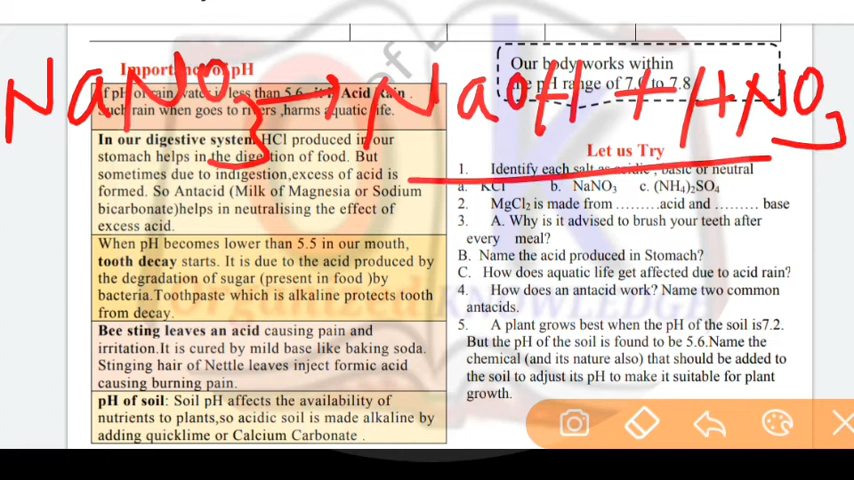 NaNO3 → NaOH + HNO3
Importance of pH
If pH of rain water is less than 5.6, it is Acid Rain .
Such rain when goes to rivers ,harms aquatic life.
In our digestive system HCl produced in our
stomach helps in the digestion of food. But
sometimes due to indigestion,excess of acid is
formed. So Antacid (Milk of Magnesia or Sodium
bicarbonate)helps in neutralising the effect of
excess acid.
When pH becomes lower than 5.5 in our mouth,
tooth decay starts. It is due to the acid produced by
the degradation of sugar (present in food )by
bacteria.Toothpaste which is alkaline protects tooth
from decay.
Bee sting leaves an acid causing pain and
irritation.It is cured by mild base like baking soda.
Stinging hair of Nettle leaves inject formic acid
causing burning pain.
pH of soil: Soil pH affects the availability of
nutrients to plants,so acidic soil is made alkaline by
adding quicklime or Calcium Carbonate .
Our body works within
the pH range of 7.0 to 7.8
Let us Try
1. Identify each salt as acidic , basic or neutral
a. KCl b. NaNO3 c. (NH4)2SO4
2. MgCl2 is made from .........acid and ......... base
3. A. Why is it advised to brush your teeth after
every meal?
B. Name the acid produced in Stomach?
C. How does aquatic life get affected due to acid rain?
4. How does an antacid work? Name two common
antacids.
5. A plant grows best when the pH of the soil is7.2.
But the pH of the soil is found to be 5.6.Name the
chemical (and its nature also) that should be added to
the soil to adjust its pH to make it suitable for plant
growth.